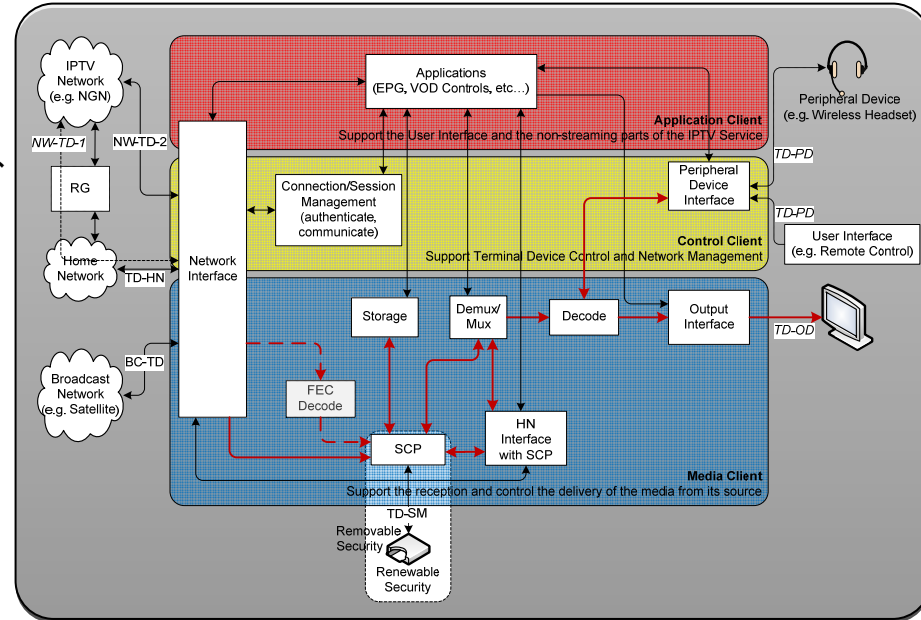 IPTV
Network
(e.g. NGN)
NW-TD-1
NW-TD-2
RG
Home
Network
TD-HN
BC-TD
Broadcast
Network
(e.g. Satellite)
Network
Interface
Applications
(EPG, VOD Controls, etc...)
Application Client
Support the User Interface and the non-streaming parts of the IPTV Service
Connection/Session
Management
(authenticate,
communicate)
Peripheral
Device
Interface
Control Client
Support Terminal Device Control and Network Management
Storage
Demux/
Mux
Decode
Output
Interface
FEC
Decode
SCP
HN
Interface
with SCP
Media Client
Support the reception and control the delivery of the media from its source
TD-SM
Removable
Security
Renewable
Security
Peripheral Device
(e.g. Wireless Headset)
TD-PD
TD-PD
User Interface
(e.g. Remote Control)
TD-OD